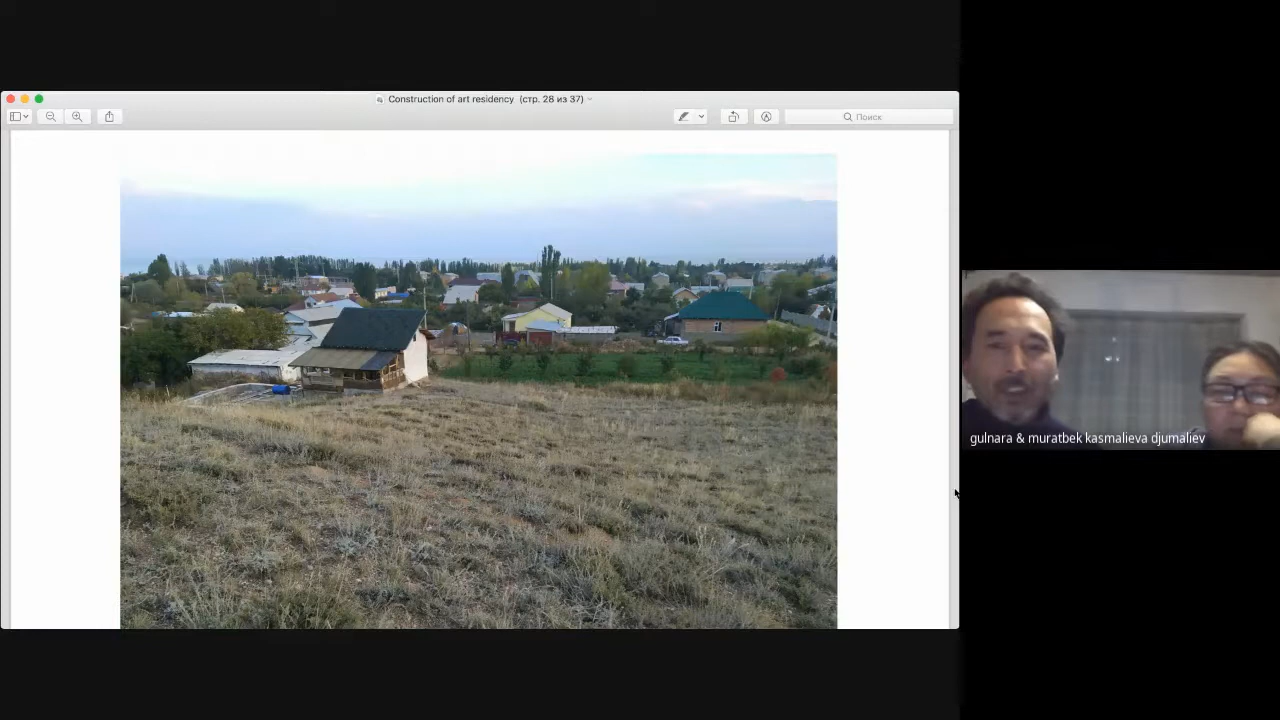 Construction of art residency (стр. 28 из 37)
Поиск
gulnara & muratbek kasmalieva djumaliev